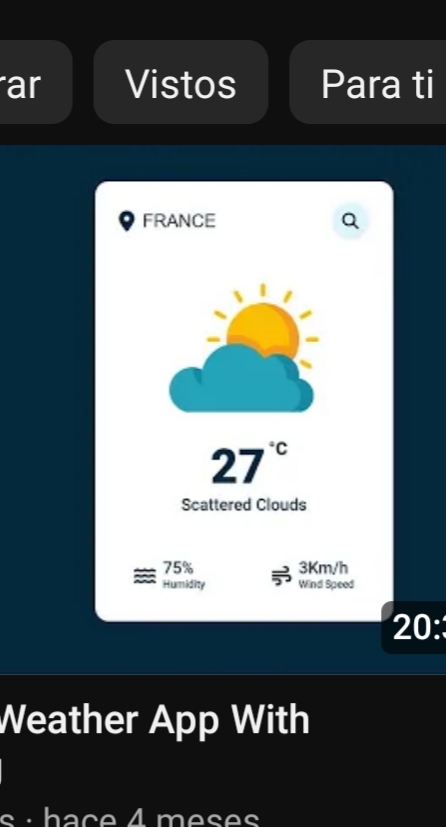 rar
Vistos
Para ti
FRANCE
27 °C
Scattered Clouds
75%
Humidity
3Km/h
Wind Speed
20:3
Weather App With
s · hace 4 meses